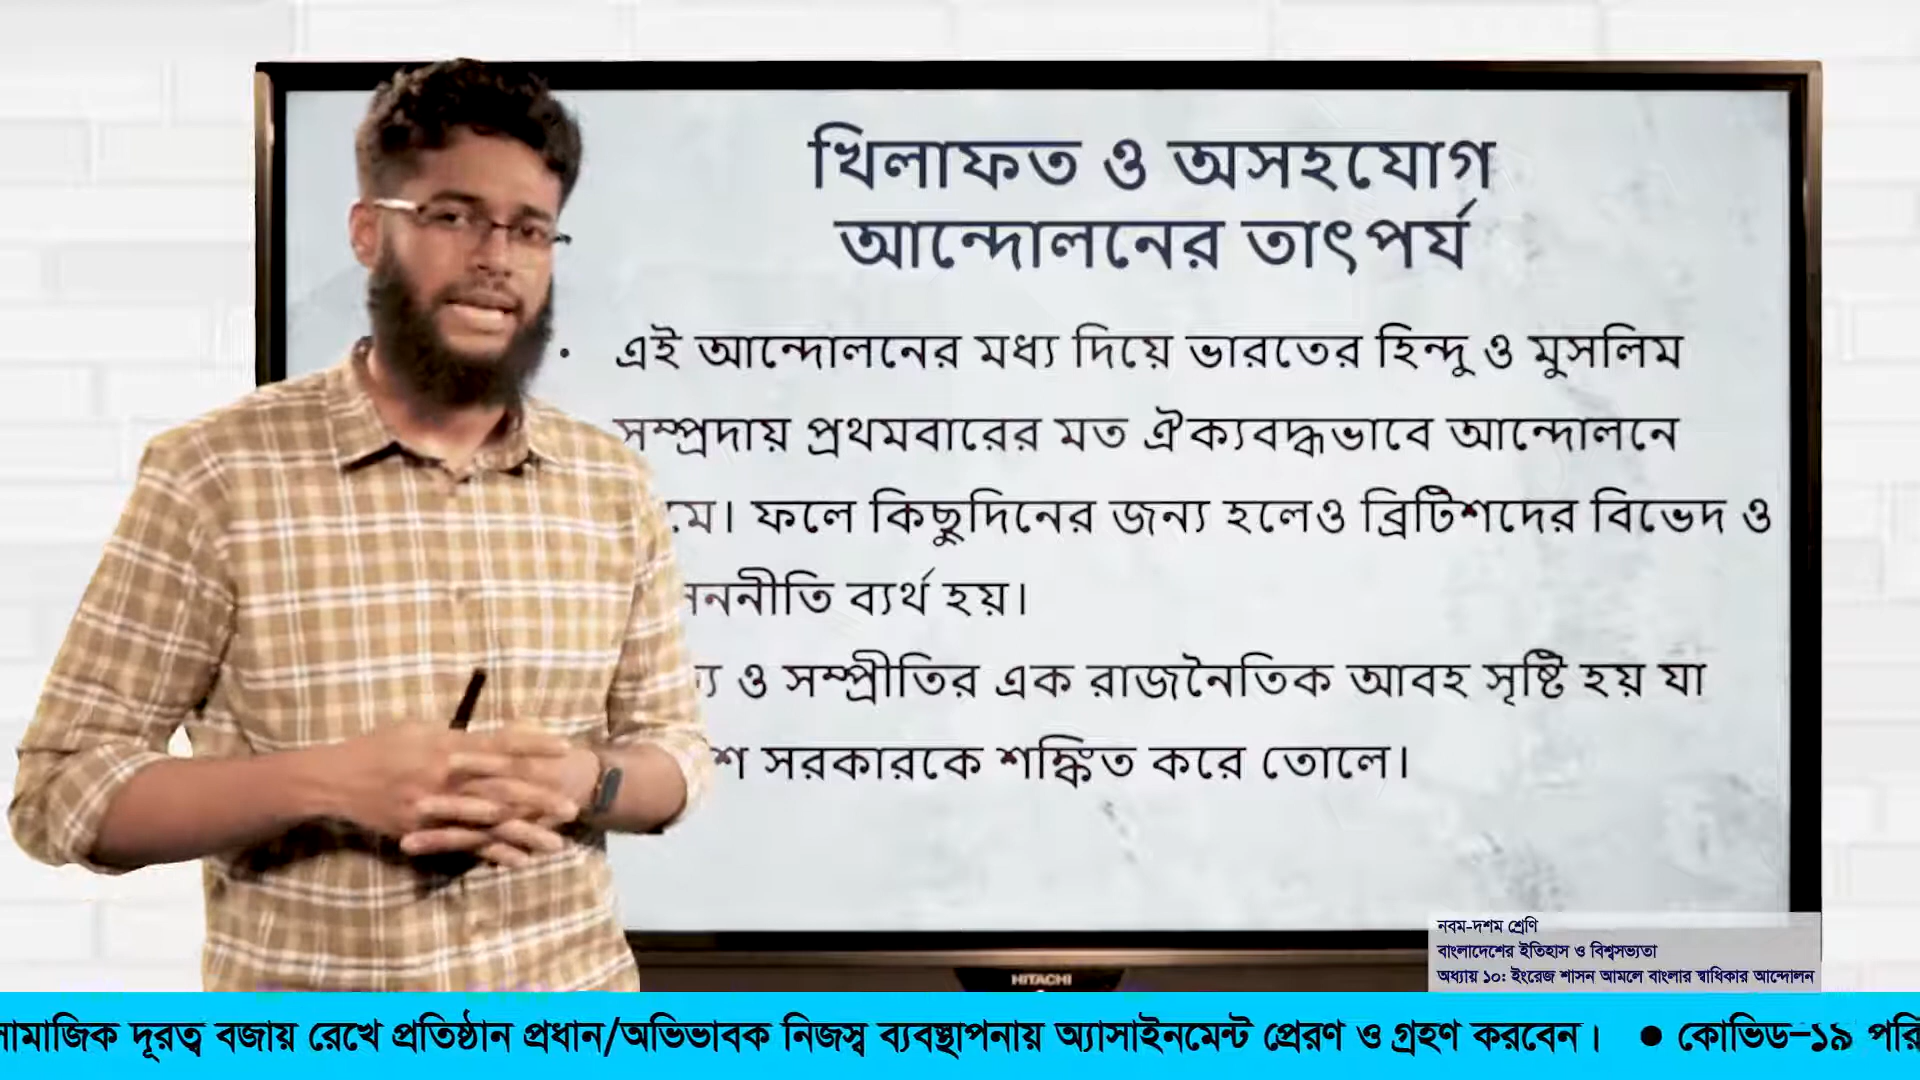 খিলাফত ও অসহযোগ
আন্দোলনের তাৎপর্য
• এই আন্দোলনের মধ্য দিয়ে ভারতের হিন্দু ও মুসলিম
সম্প্রদায় প্রথমবারের মত ঐক্যবদ্ধভাবে আন্দোলনে
ফলে কিছুদিনের জন্য হলেও ব্রিটিশদের বিভেদ ও
ব্যর্থ হয়।
ও সম্প্রীতির এক রাজনৈতিক আবহ সৃষ্টি হয় যা
সরকারকে শঙ্কিত করে তোলে।
HITACHI
নবম-দশম শ্রেণি
বাংলাদেশের ইতিহাস ও বিশ্বসভ্যতা
অধ্যায় ১০: ইংরেজ শাসন আমলে বাংলার স্বাধিকার আন্দোলন
দূরত্ব বজায় রেখে প্রতিষ্ঠান প্রধান/অভিভাবক নিজস্ব ব্যবস্থাপনায় অ্যাসাইনমেন্ট প্রেরণ ও গ্রহণ করবেন। ● কোভিড-১৯